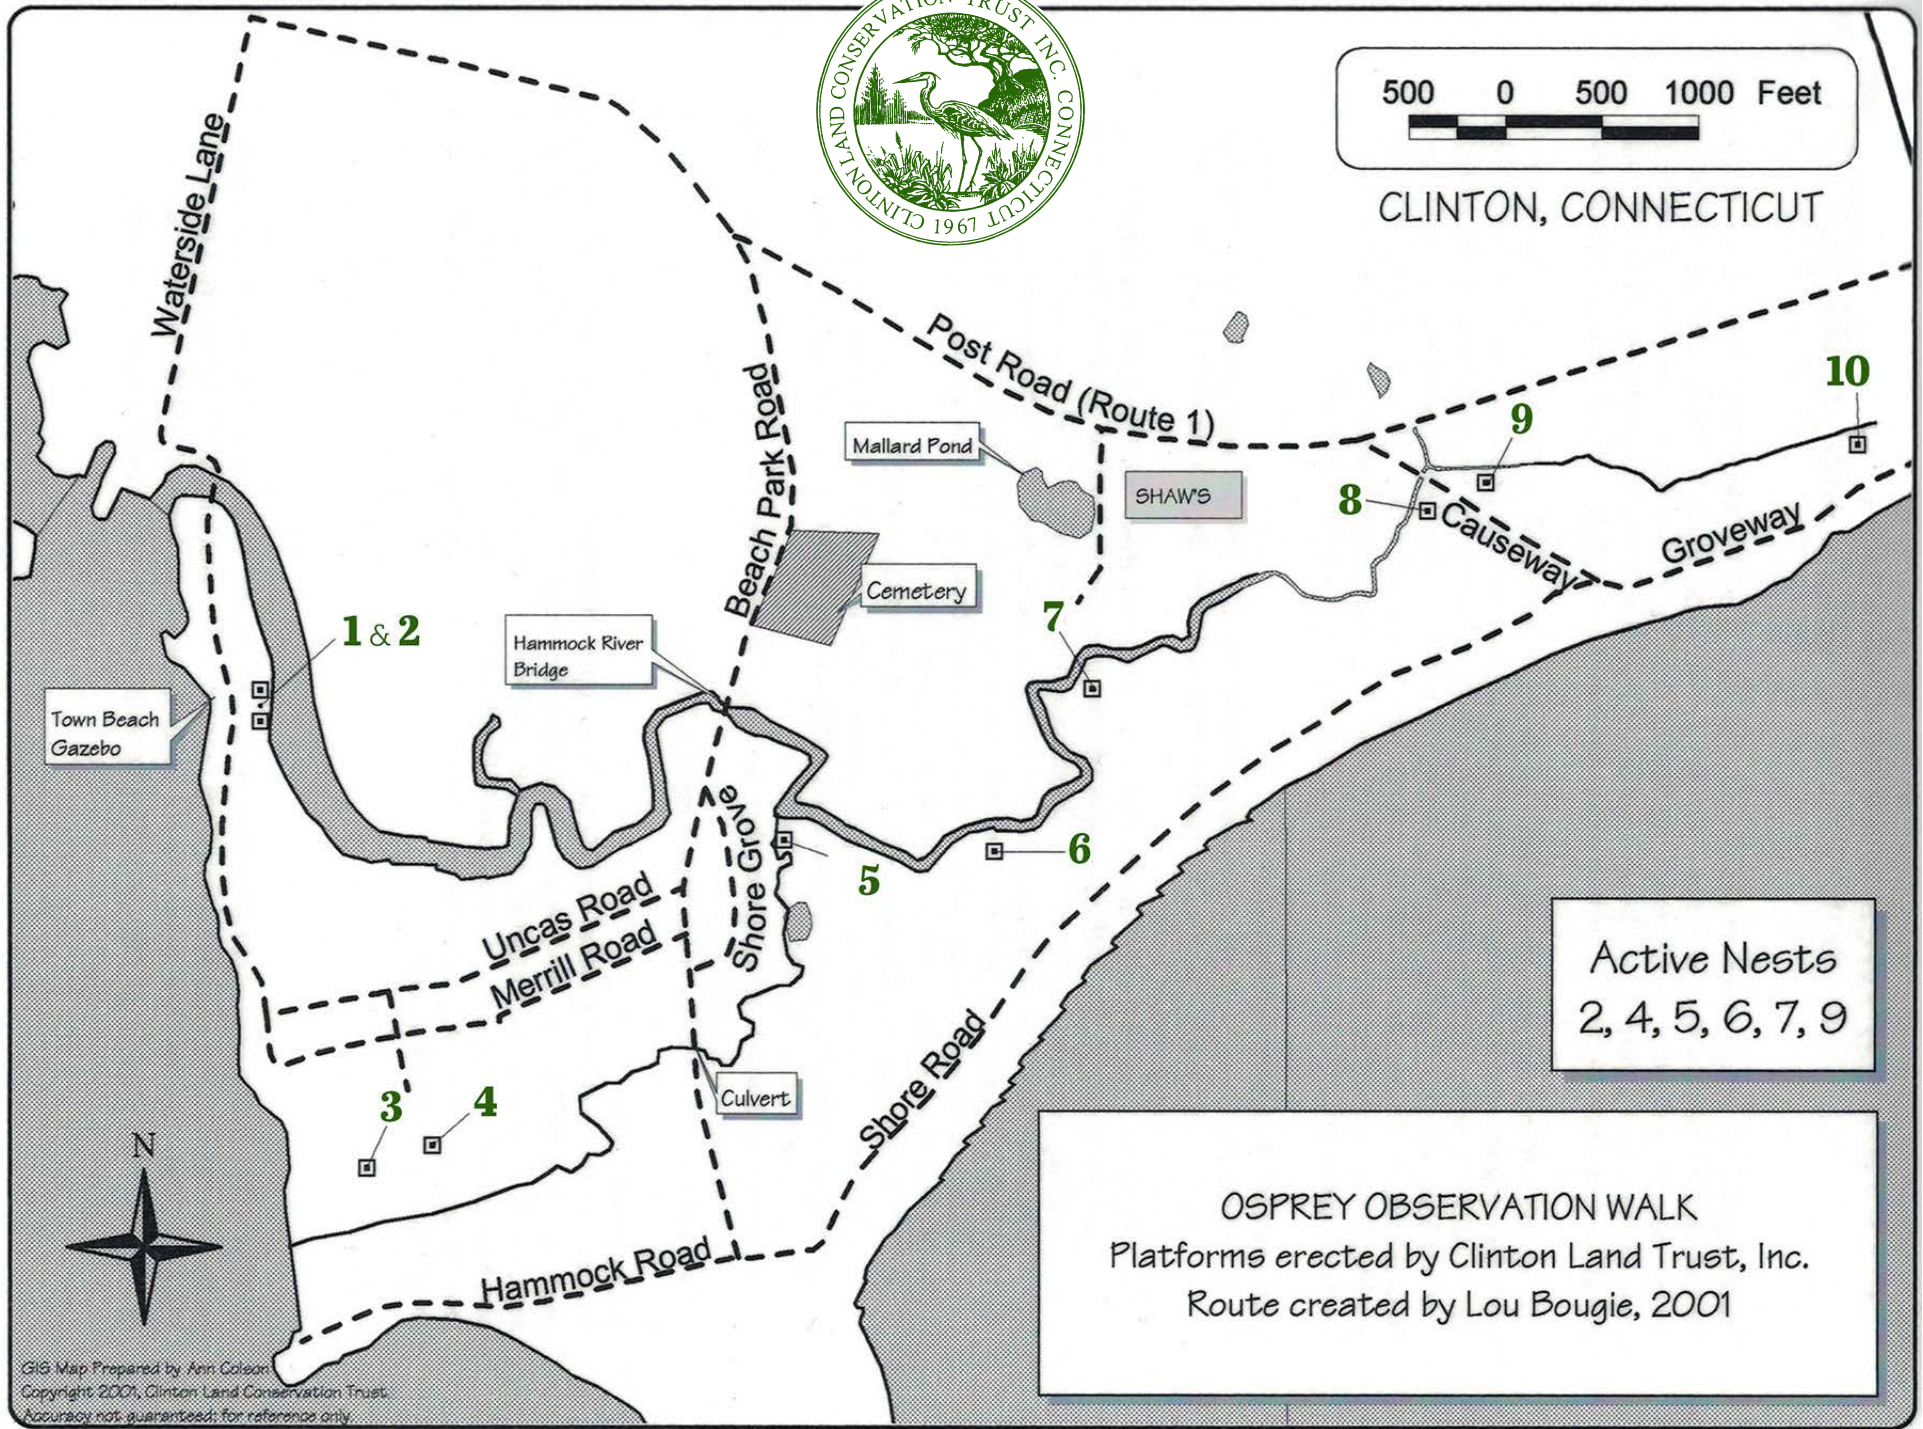 CLINTON LAND CONSERVATION TRUST INC. CONNECTICUT
1967
500 0 500 1000 Feet
CLINTON, CONNECTICUT
Waterside Lane
Post Road (Route 1)
10
9
Beach Park Road
Mallard Pond
SHAW'S
8
Causeway
Groveway
Cemetery
1 & 2
Hammock River
Bridge
7
Town Beach
Gazebo
Shore Grove
5
6
Uncas Road
Merrill Road
Active Nests
2, 4, 5, 6, 7, 9
Shore Road
Culvert
3
4
N
OSPREY OBSERVATION WALK
Platforms erected by Clinton Land Trust, Inc.
Route created by Lou Bougie, 2001
Hammock Road
GIS Map Prepared by Ann Colson
Copyright 2001, Clinton Land Conservation Trust.
Accuracy not guaranteed; for reference only.